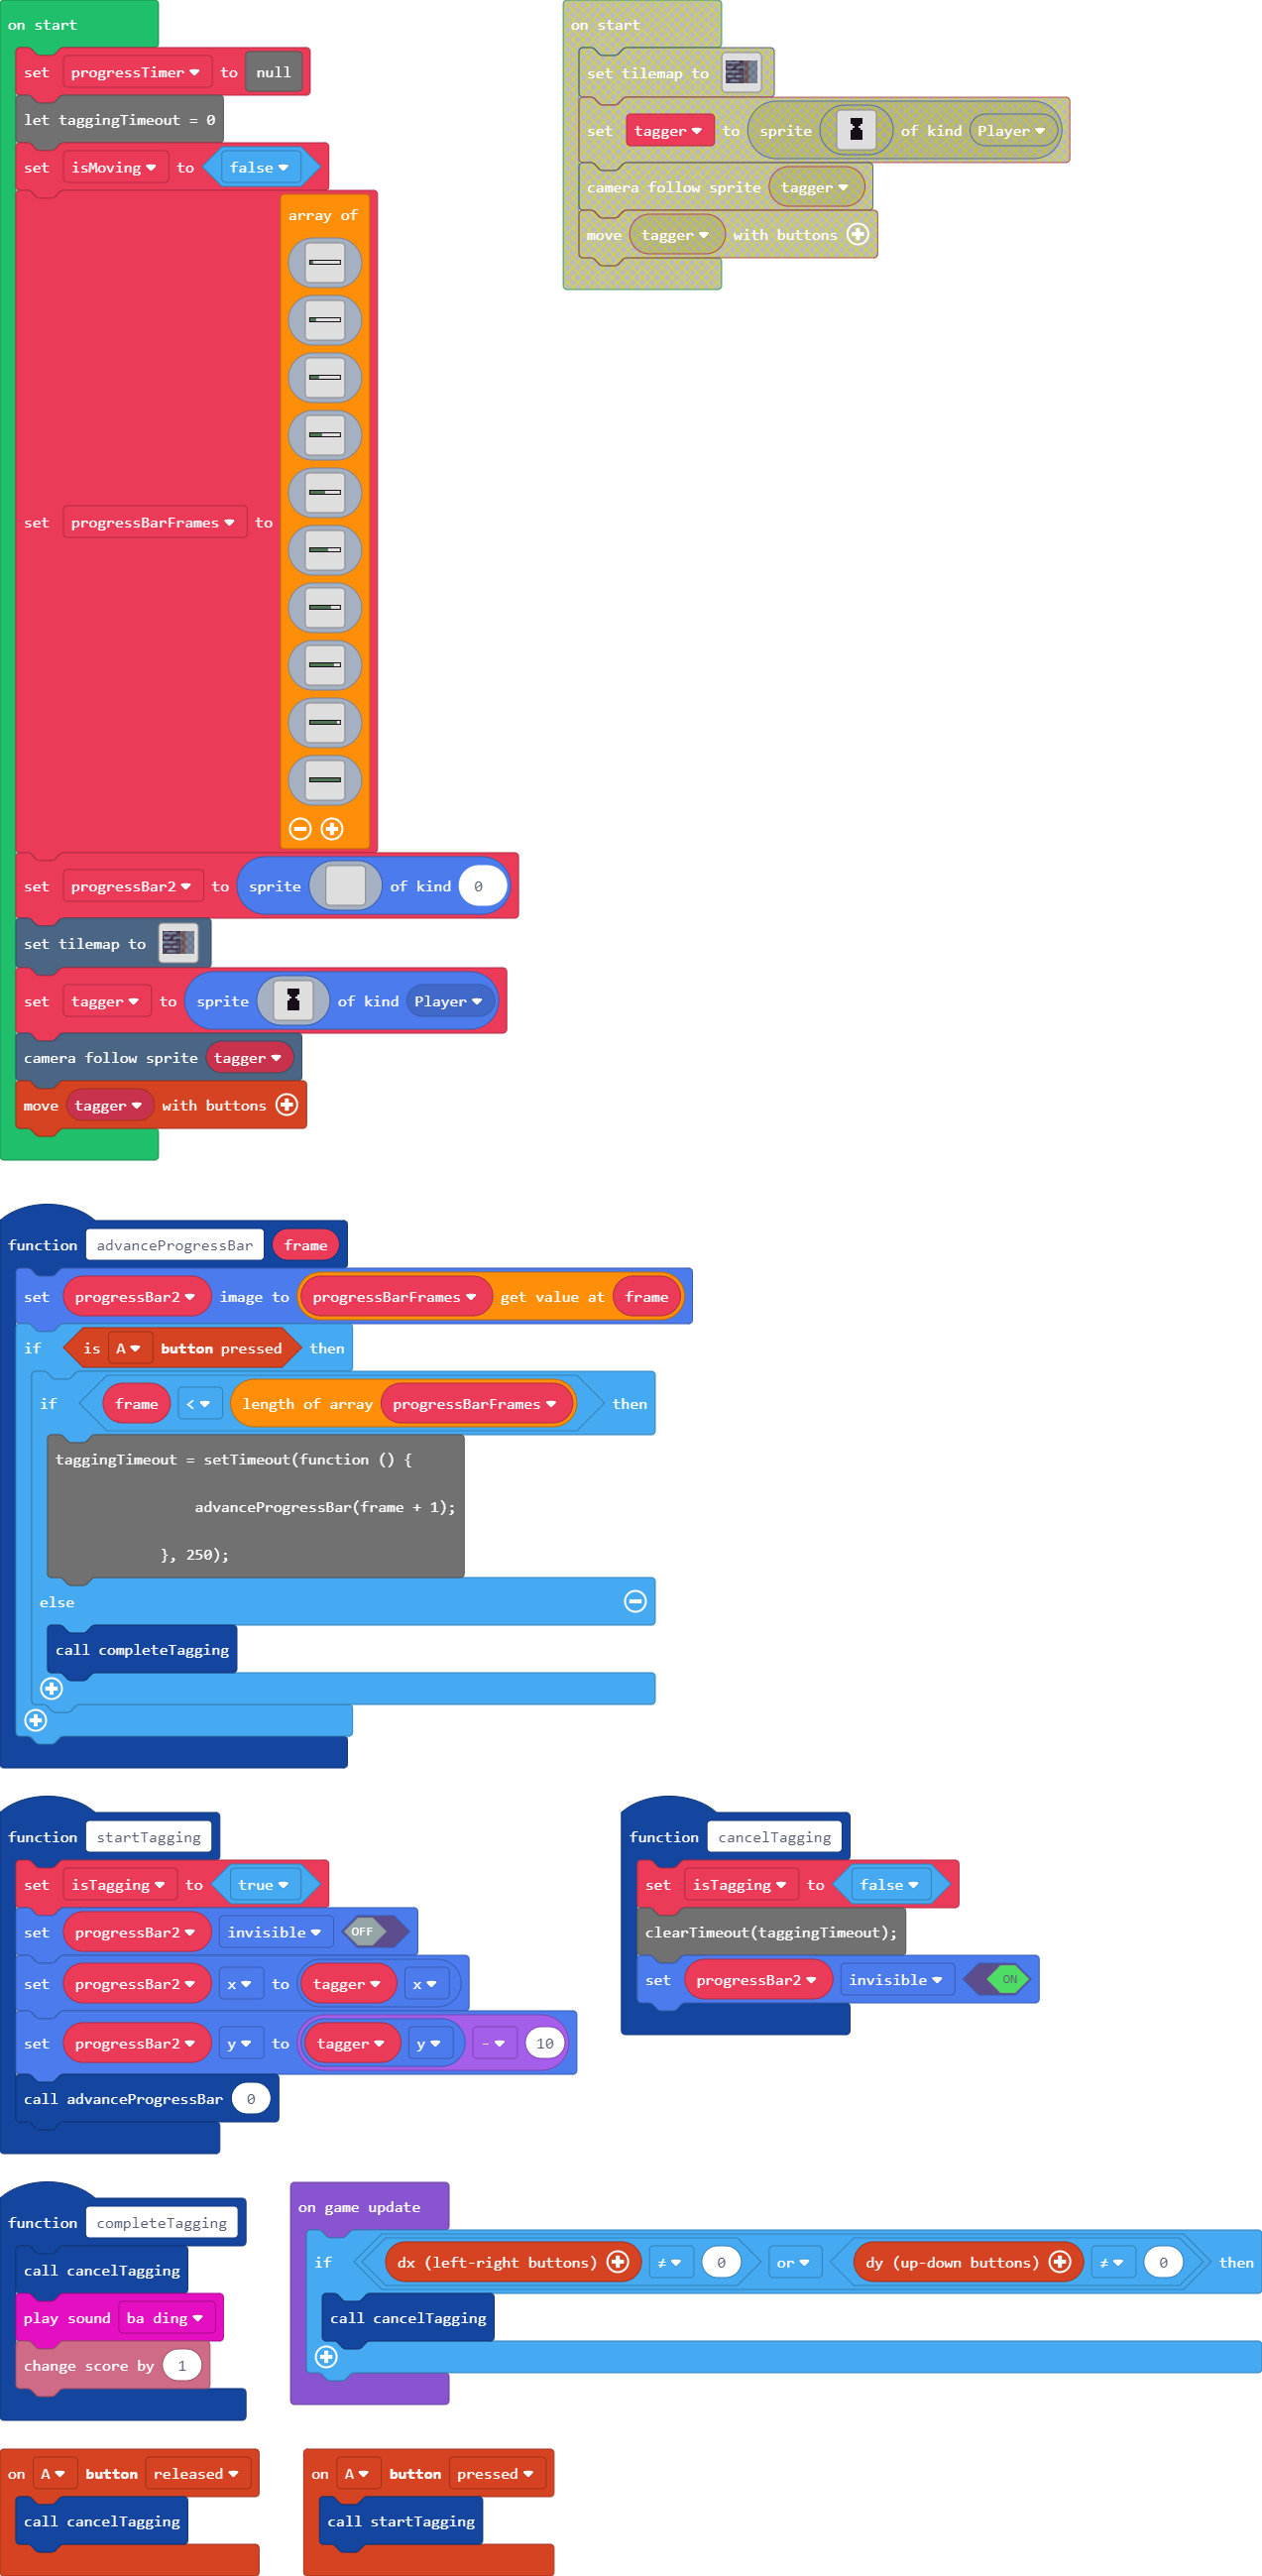 on start
set progressTimer to null
let taggingTimeout = 0
set isMoving to false
set progressBarFrames to array of
set progressBar2 to sprite of kind 0
set tilemap to
set tagger to sprite of kind Player
camera follow sprite tagger
move tagger with buttons
on start
set tilemap to
set tagger to sprite of kind Player
camera follow sprite tagger
move tagger with buttons
function advanceProgressBar frame
set progressBar2 image to progressBarFrames get value at frame
if is A button pressed then
if frame < length of array progressBarFrames then
taggingTimeout = setTimeout(function () {
advanceProgressBar(frame + 1);
}, 250);
else
call completeTagging
function startTagging
set isTagging to true
set progressBar2 invisible OFF
set progressBar2 x to tagger x
set progressBar2 y to tagger y - 10
call advanceProgressBar 0
function cancelTagging
set isTagging to false
clearTimeout(taggingTimeout);
set progressBar2 invisible ON
function completeTagging
call cancelTagging
play sound ba ding
change score by 1
on game update
if dx (left-right buttons) ≠ 0 or dy (up-down buttons) ≠ 0 then
call cancelTagging
on A button released
call cancelTagging
on A button pressed
call startTagging